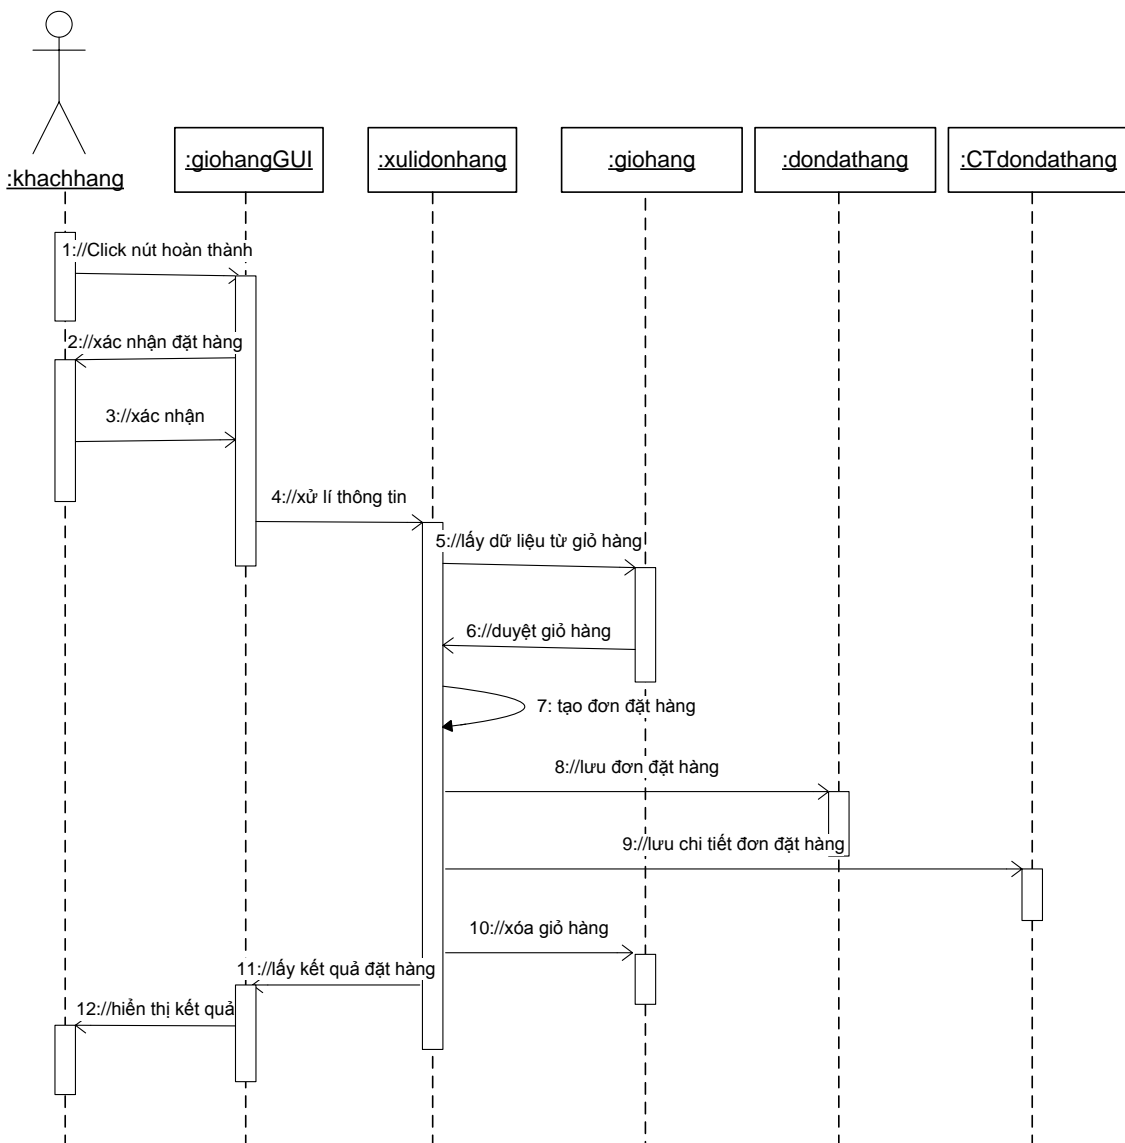 :khachhang
:giohangGUI
:xulidonhang
:giohang
:dondathang
:CTdondathang
1://Click nút hoàn thành
2://xác nhận đặt hàng
3://xác nhận
4://xử lí thông tin
5://lấy dữ liệu từ giỏ hàng
6://duyệt giỏ hàng
7: tạo đơn đặt hàng
8://lưu đơn đặt hàng
9://lưu chi tiết đơn đặt hàng
10://xóa giỏ hàng
11://lấy kết quả đặt hàng
12://hiển thị kết quả